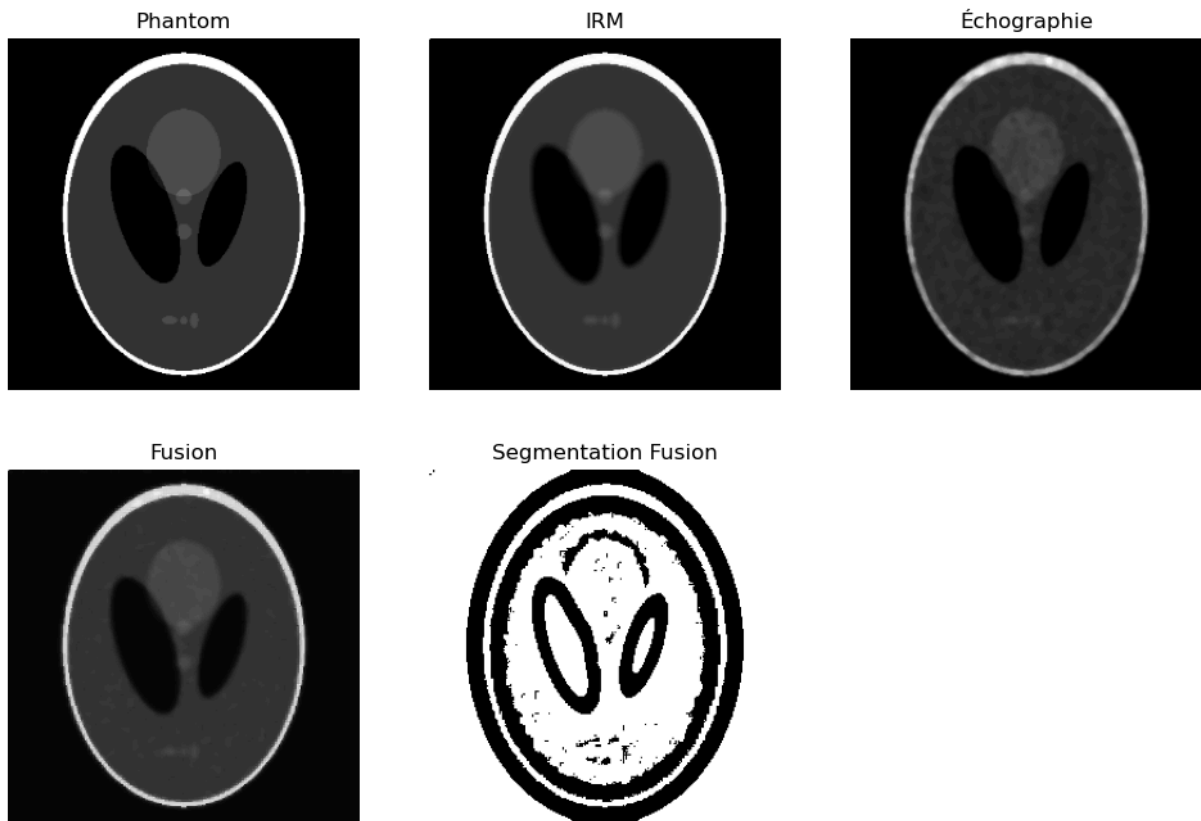 Phantom
IRM
Échographie
Fusion
Segmentation Fusion